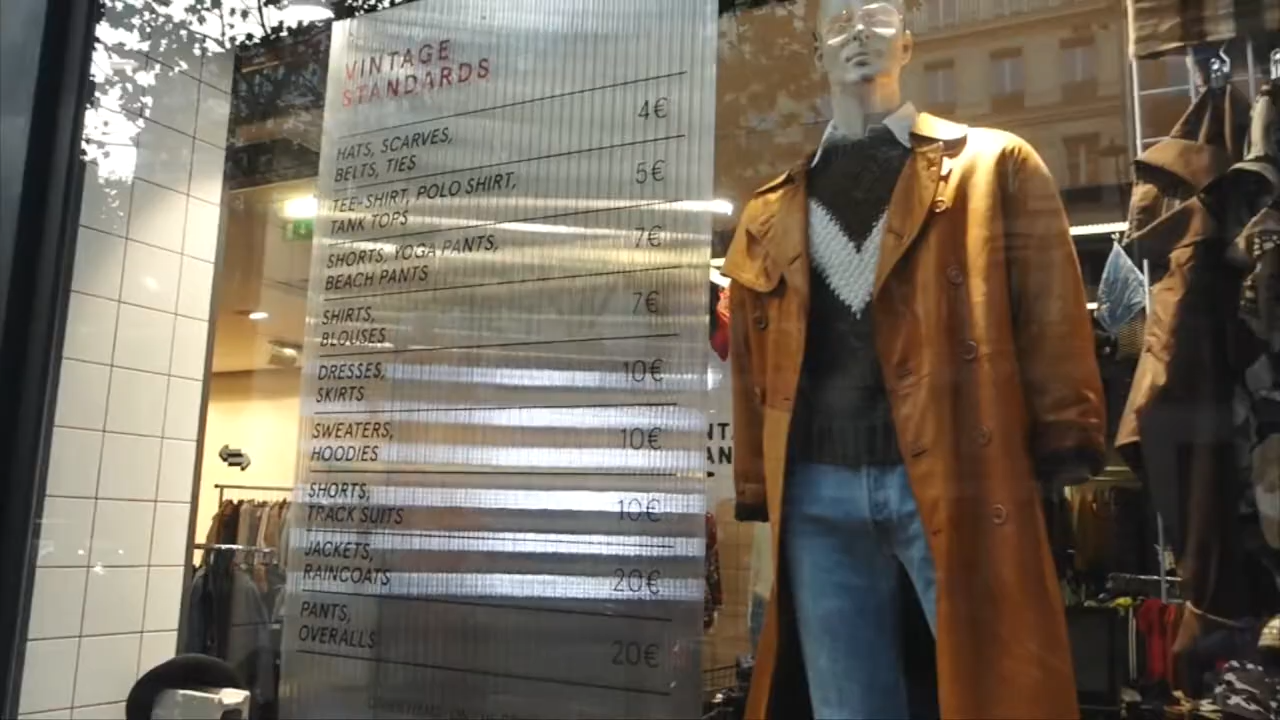 VINTAGE
STANDARDS
HATS, SCARVES,
BELTS, TIES
4€
TEE-SHIRT, POLO SHIRT,
TANK TOPS
5€
SHORTS, YOGA PANTS,
BEACH PANTS
7€
SHIRTS,
BLOUSES
7€
DRESSES,
SKIRTS
10€
SWEATERS,
HOODIES
10€
SHORTS,
TRACK SUITS
10€
JACKETS,
RAINCOATS
20€
PANTS,
OVERALLS
20€